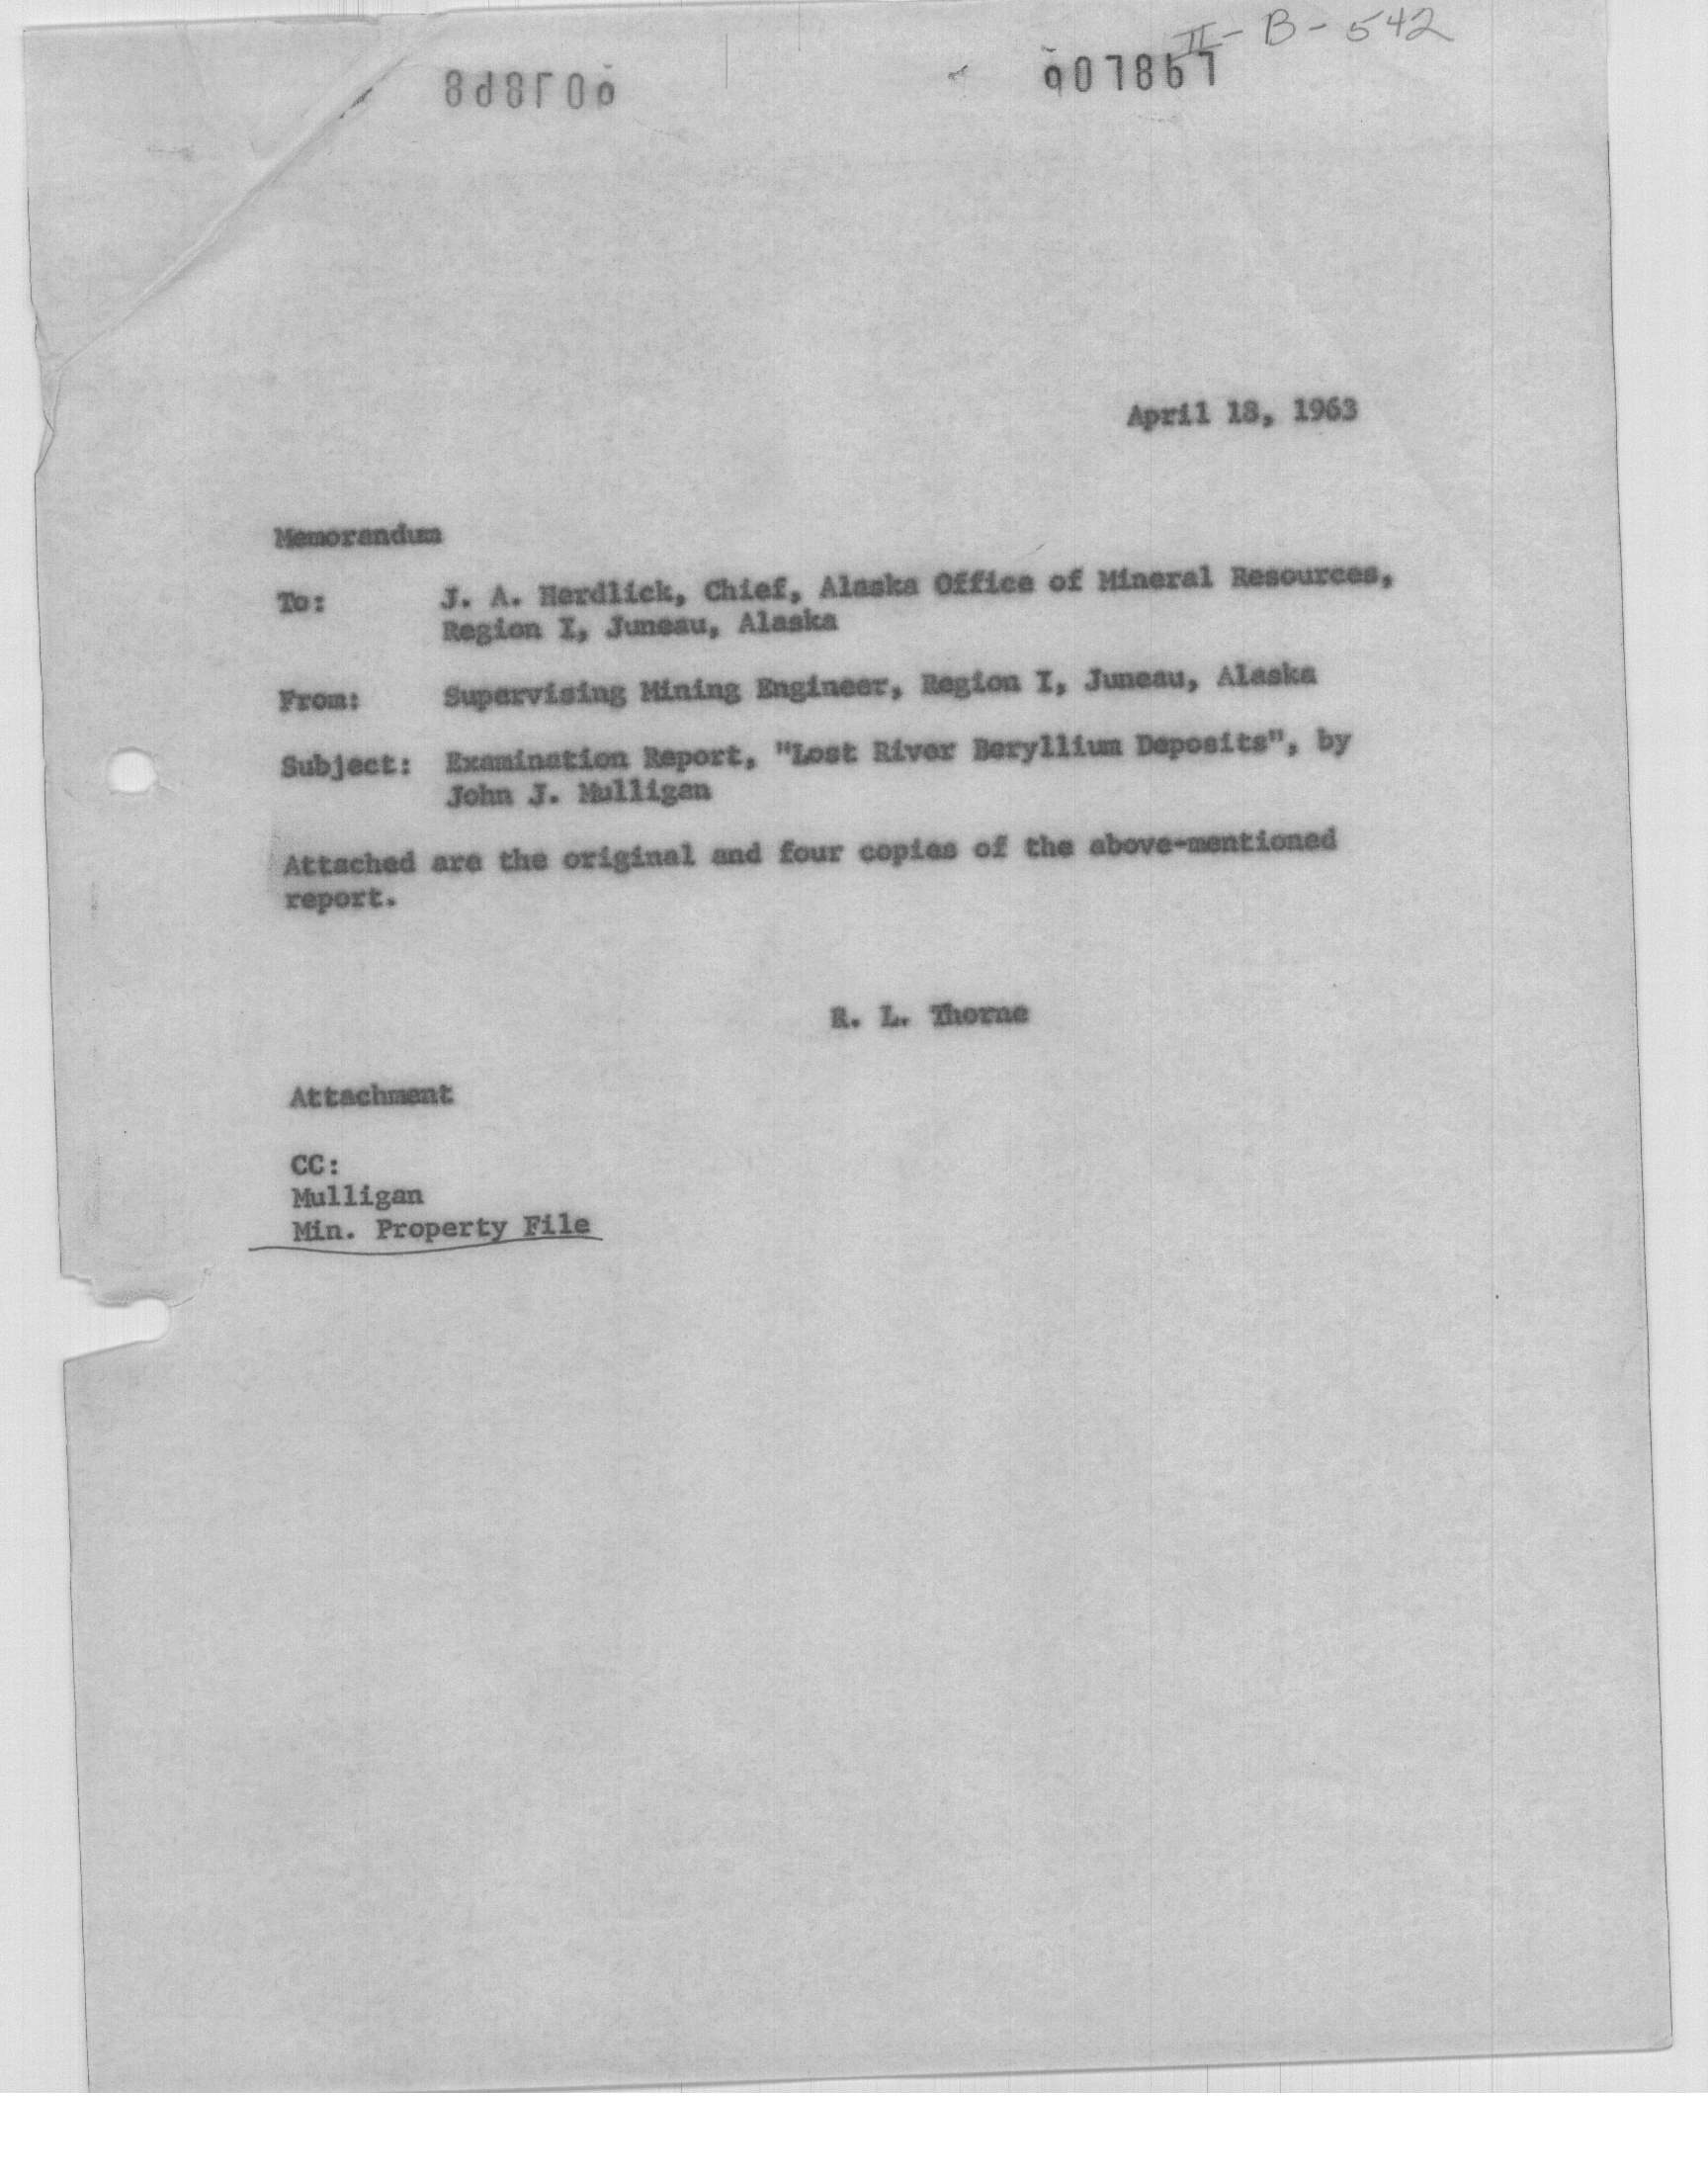 II-B-542
April 18, 1963
Memorandum
To: J. A. Herdlick, Chief, Alaska Office of Mineral Resources,
Region I, Juneau, Alaska
From: Supervising Mining Engineer, Region I, Juneau, Alaska
Subject: Examination Report, "Lost River Beryllium Deposits", by
John J. Mulligan
Attached are the original and four copies of the above-mentioned
report.
R. L. Thorne
Attachment
CC:
Mulligan
Min. Property File